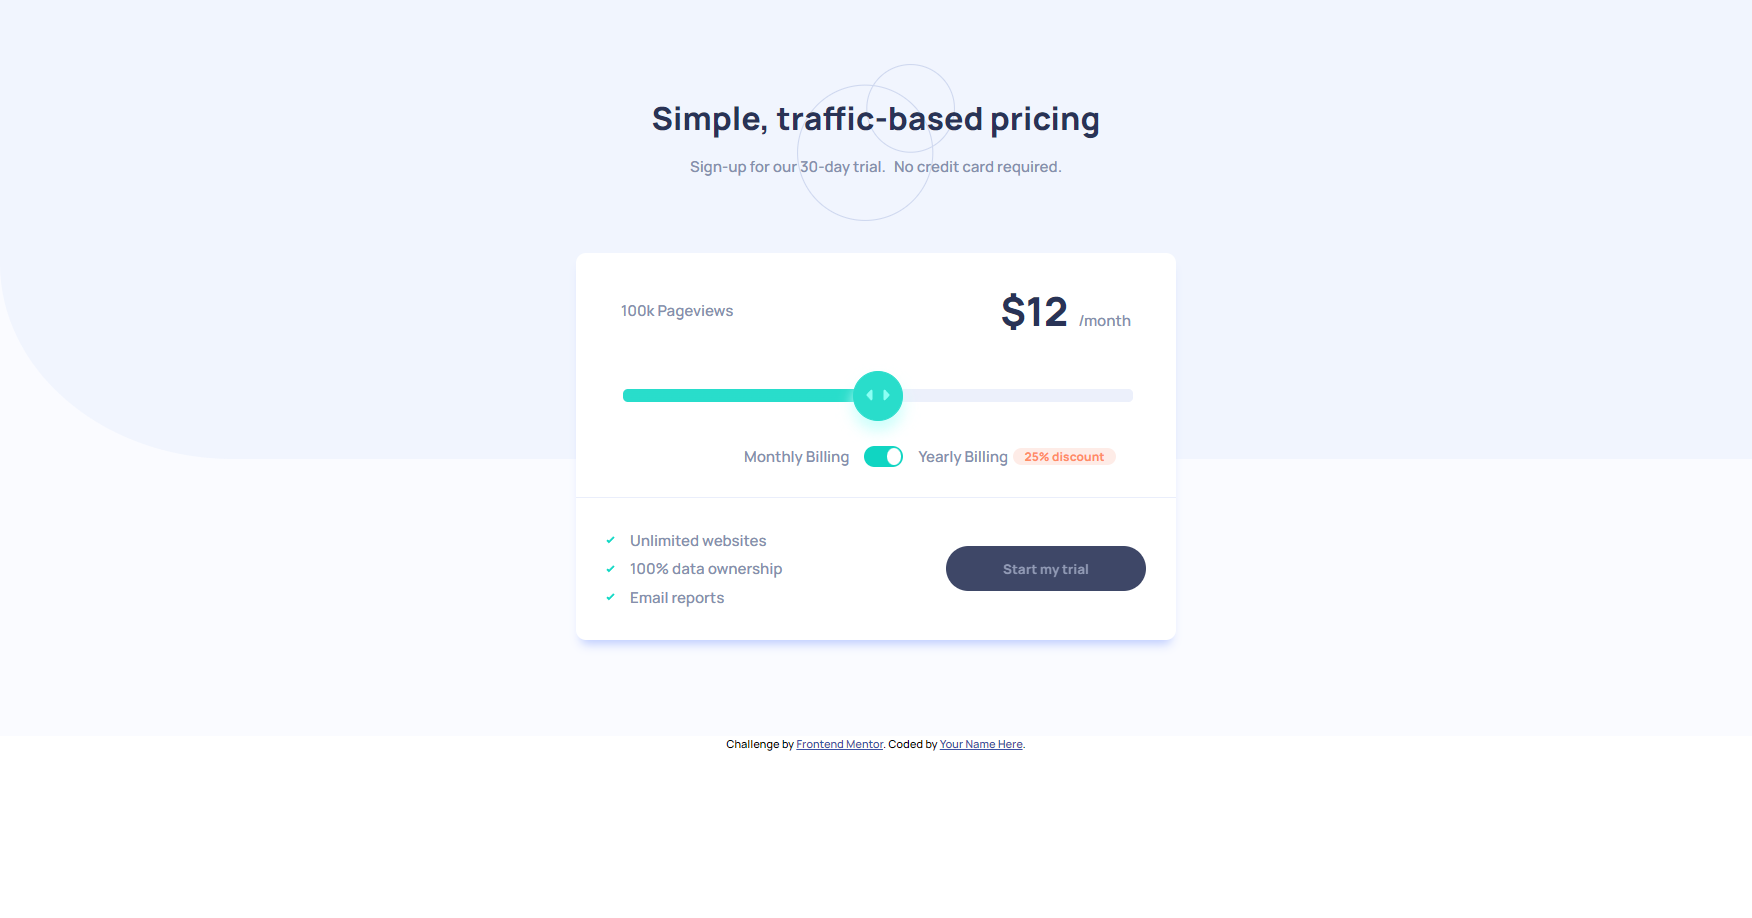 Simple, traffic-based pricing
Sign-up for our 30-day trial. No credit card required.
100k Pageviews
$12 /month
Monthly Billing
Yearly Billing
25% discount
Unlimited websites
100% data ownership
Email reports
Start my trial
Challenge by Frontend Mentor. Coded by Your Name Here.